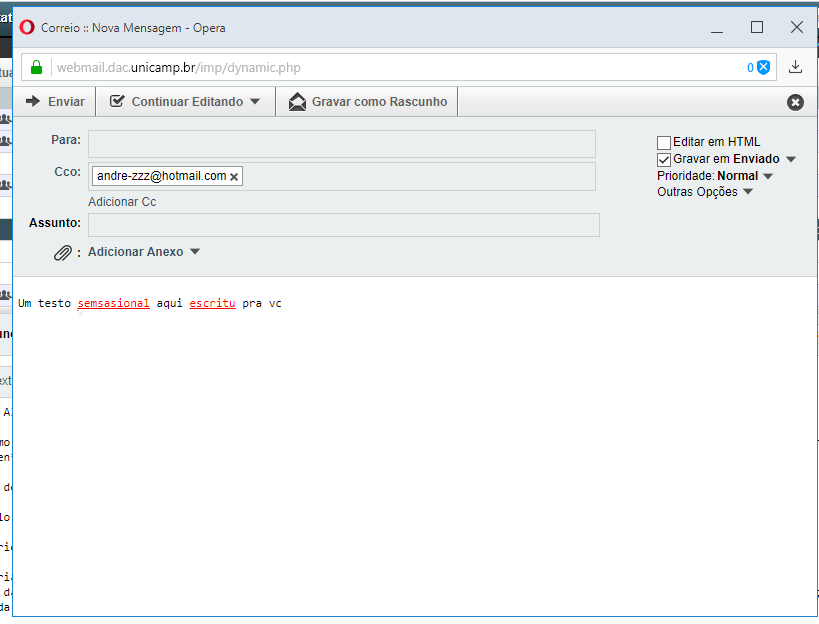 Correio :: Nova Mensagem - Opera
webmail.dac.unicamp.br/imp/dynamic.php 0
Enviar Continuar Editando Gravar como Rascunho
Para: Editar em HTML
Gravar em Enviado
Cco: andre-zzz@hotmail.com Prioridade: Normal
Outras Opções
Adicionar Cc
Assunto:
: Adicionar Anexo
Um testo semsasional aqui escritu pra vc